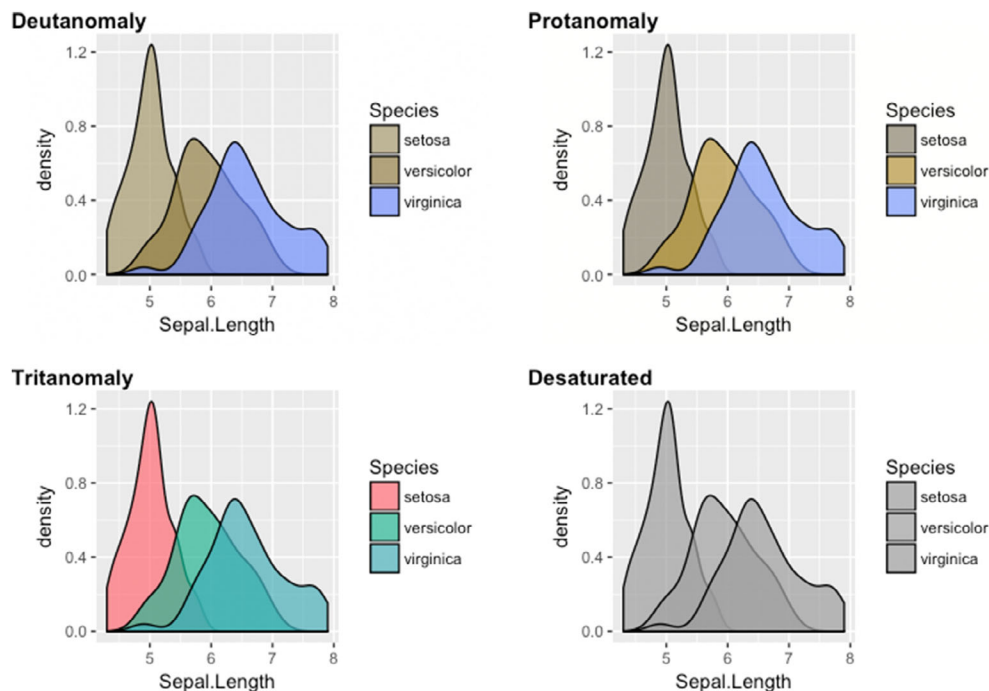 Deutanomaly
1.2
0.8
0.4
0.0
density
5 6 7 8
Sepal.Length
Species
setosa
versicolor
virginica
Protanomaly
1.2
0.8
0.4
0.0
density
5 6 7 8
Sepal.Length
Species
setosa
versicolor
virginica
Tritanomaly
1.2
0.8
0.4
0.0
density
5 6 7 8
Sepal.Length
Species
setosa
versicolor
virginica
Desaturated
1.2
0.8
0.4
0.0
density
5 6 7 8
Sepal.Length
Species
setosa
versicolor
virginica